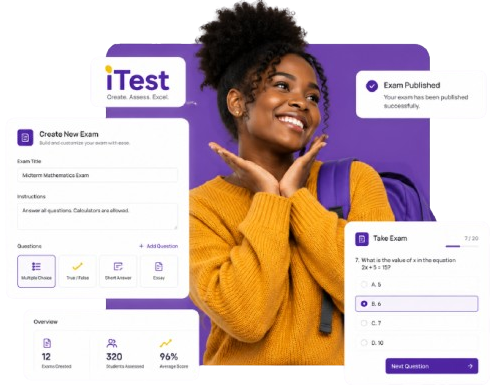 iTest
Create. Assess. Excel.
Exam Published
Your exam has been published
successfully.
Create New Exam
Build and customize your exam with ease.
Exam Title
Midterm Mathematics Exam
Instructions
Answer all questions. Calculators are allowed.
Questions
+ Add Question
Multiple Choice
True / False
Short Answer
Essay
Take Exam
7 / 20
7. What is the value of x in the equation
2x + 5 = 15?
A. 5
B. 6
C. 7
D. 10
Next Question
Overview
12
320
96%
Exams Created
Students Assessed
Average Score